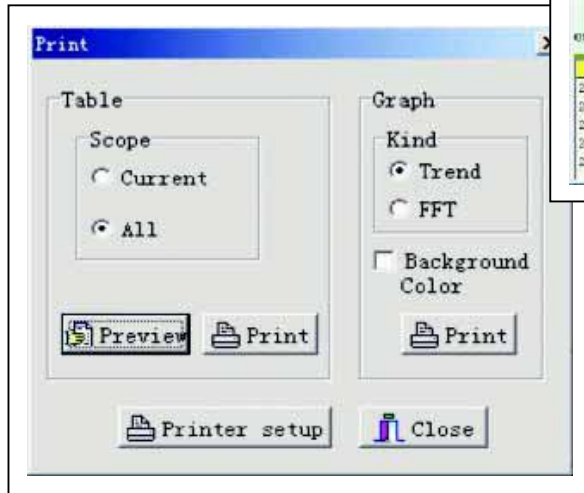 Print
Table
Scope
Current
All
Preview
Print
Graph
Kind
Trend
FFT
Background
Color
Print
Printer setup
Close